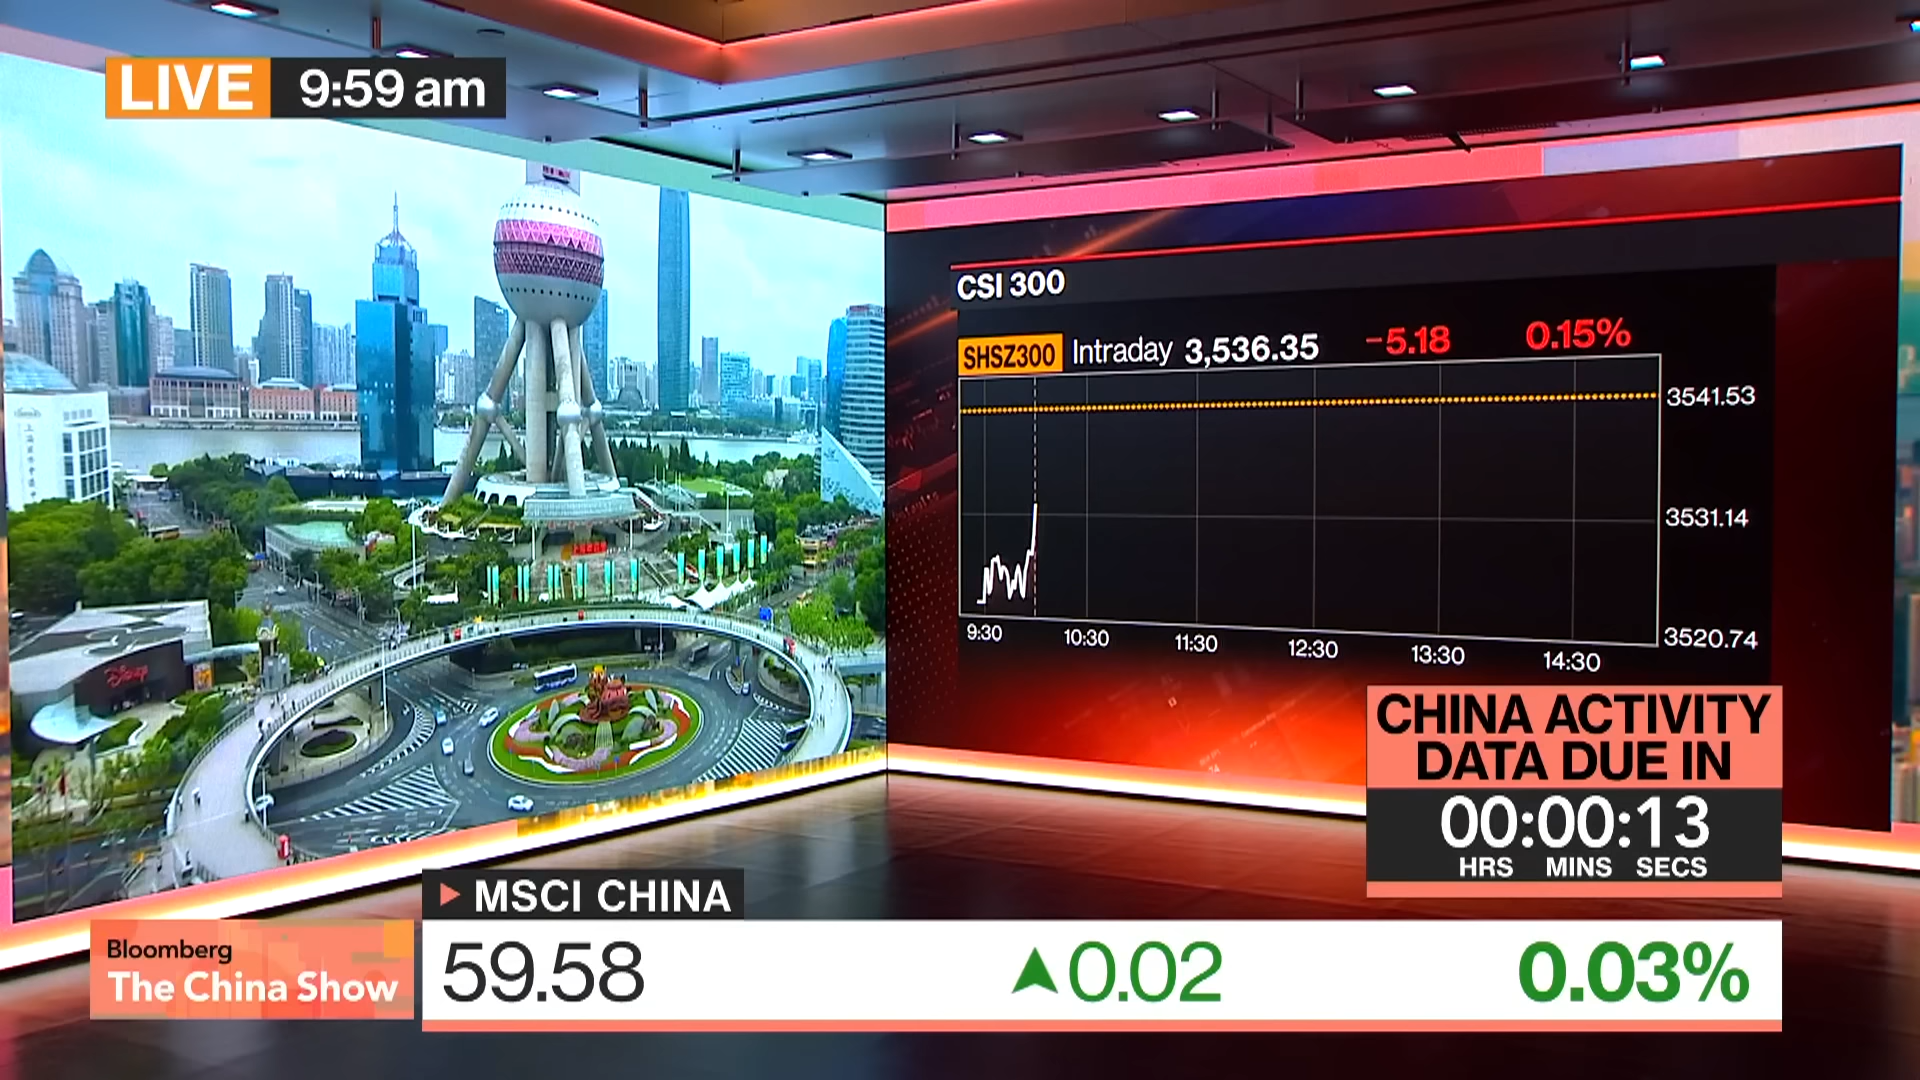 LIVE 9:59 am
CSI 300
SHSZ300 Intraday 3,536.35 -5.18 0.15%
3541.53
3531.14
3520.74
9:30 10:30 11:30 12:30 13:30 14:30
Disney
CHINA ACTIVITY
DATA DUE IN
00:00:13
HRS MINS SECS
MSCI CHINA
59.58 ▲0.02 0.03%
Bloomberg
The China Show